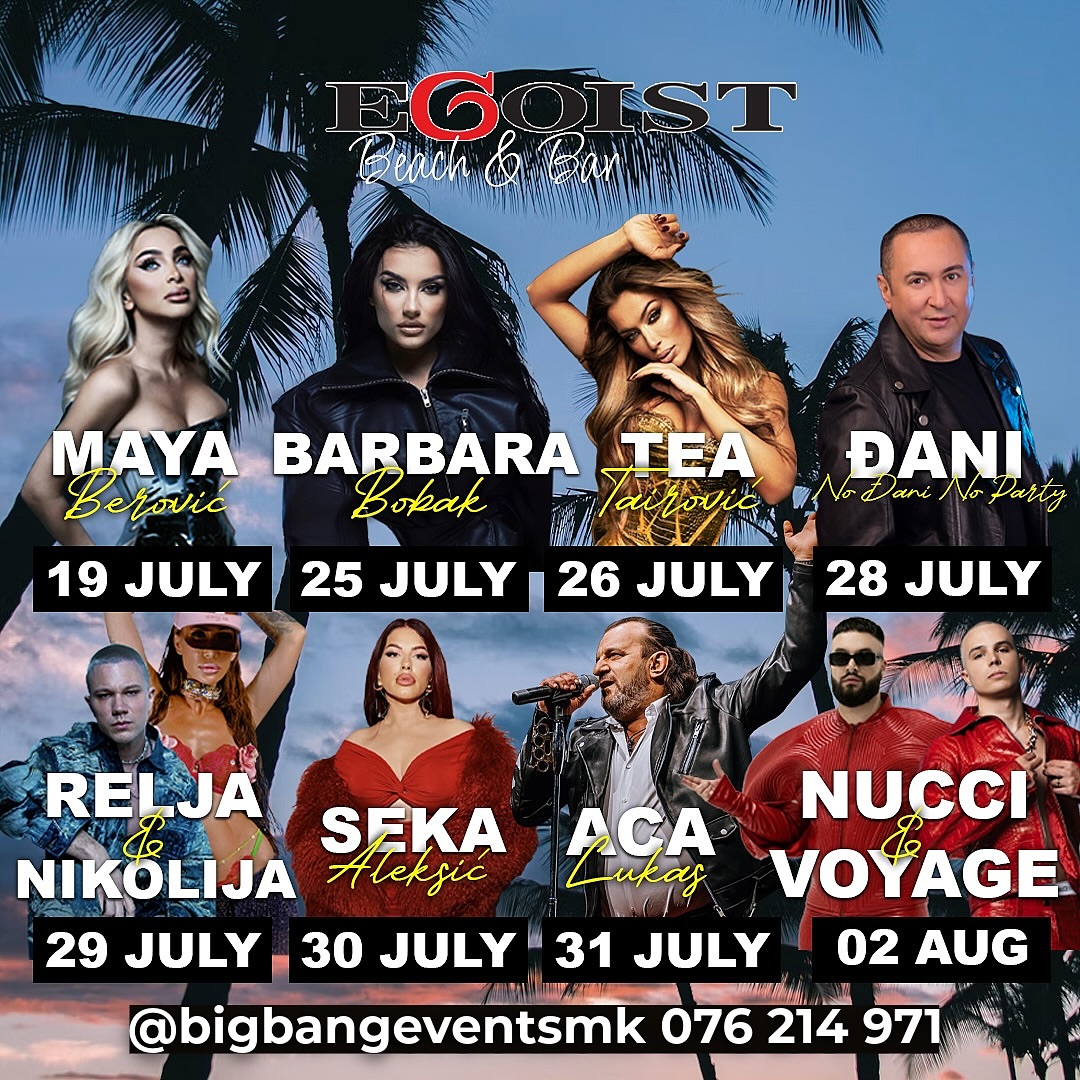 EGOIST
Beach & Bar
MAYA
Berović
19 JULY
BARBARA
Bobak
25 JULY
TEA
Tairović
26 JULY
ĐANI
No Đani No Party
28 JULY
RELJA
&
NIKOLIJA
29 JULY
SEKA
Aleksić
30 JULY
ACA
Lukas
31 JULY
NUCCI
&
VOYAGE
02 AUG
@bigbangeventsmk 076 214 971